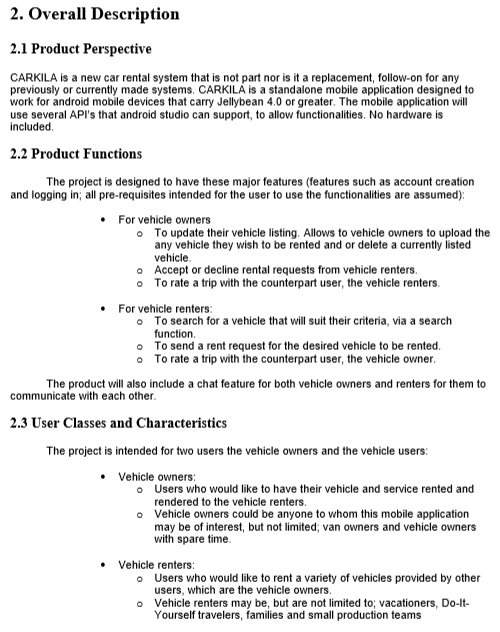 2. Overall Description
2.1 Product Perspective
CARKILA is a new car rental system that is not part nor is it a replacement, follow-on for any
previously or currently made systems. CARKILA is a standalone mobile application designed to
work for android mobile devices that carry Jellybean 4.0 or greater. The mobile application will
use several API's that android studio can support, to allow functionalities. No hardware is
included.
2.2 Product Functions
The project is designed to have these major features (features such as account creation
and logging in; all pre-requisites intended for the user to use the functionalities are assumed):
• For vehicle owners
o To update their vehicle listing. Allows to vehicle owners to upload the
any vehicle they wish to be rented and or delete a currently listed
vehicle.
o Accept or decline rental requests from vehicle renters.
o To rate a trip with the counterpart user, the vehicle renters.
• For vehicle renters:
o To search for a vehicle that will suit their criteria, via a search
function.
o To send a rent request for the desired vehicle to be rented.
o To rate a trip with the counterpart user, the vehicle owner.
The product will also include a chat feature for both vehicle owners and renters for them to
communicate with each other.
2.3 User Classes and Characteristics
The project is intended for two users the vehicle owners and the vehicle users:
• Vehicle owners:
o Users who would like to have their vehicle and service rented and
rendered to the vehicle renters.
o Vehicle owners could be anyone to whom this mobile application
may be of interest, but not limited; van owners and vehicle owners
with spare time.
• Vehicle renters:
o Users who would like to rent a variety of vehicles provided by other
users, which are the vehicle owners.
o Vehicle renters may be, but are not limited to; vacationers, Do-It-
Yourself travelers, families and small production teams